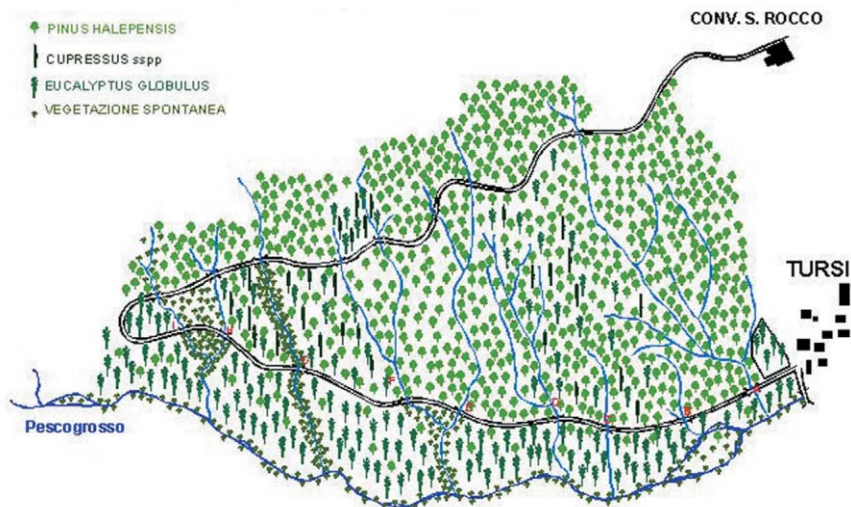 PINUS HALEPENSIS
CUPRESSUS sspp
EUCALYPTUS GLOBULUS
VEGETAZIONE SPONTANEA
CONV. S. ROCCO
TURSI
Pescogrosso
I
H
G
F
E
D
C
B
A